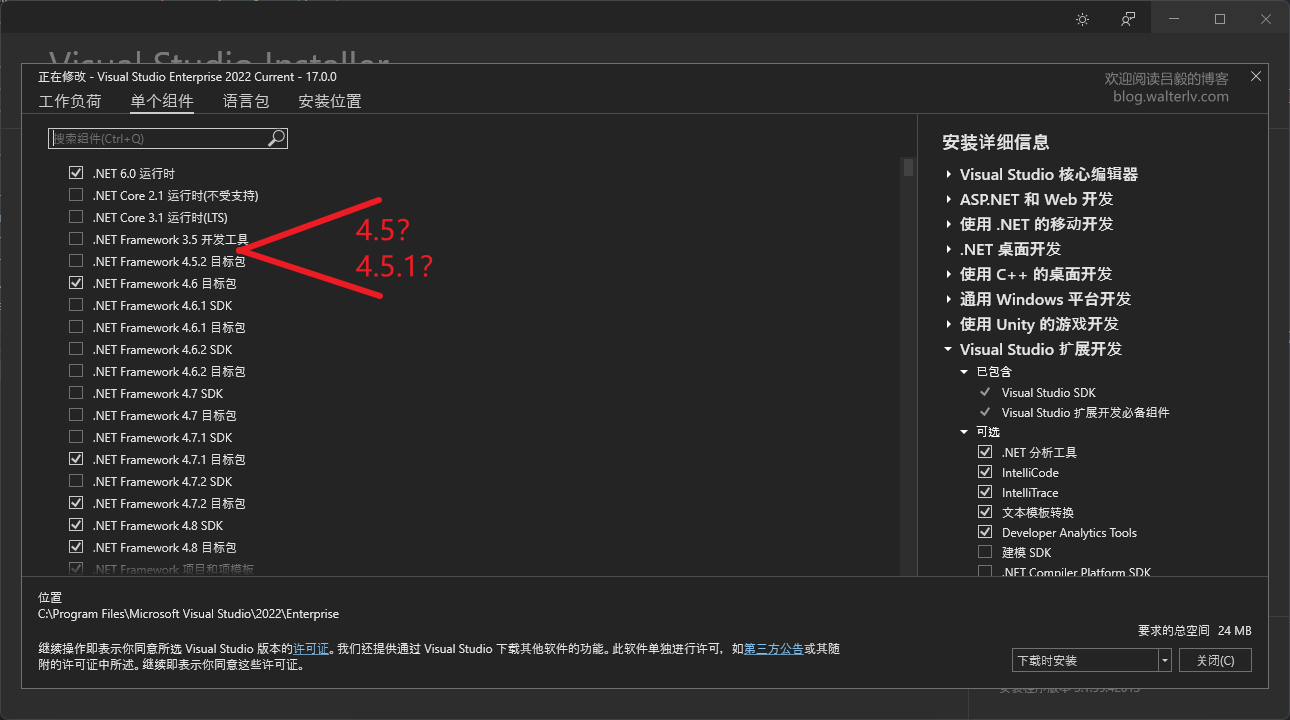 Visual Studio Installer
正在修改 - Visual Studio Enterprise 2022 Current - 17.0.0
欢迎阅读吕毅的博客
blog.walterlv.com
工作负荷 单个组件 语言包 安装位置
搜索组件(Ctrl+Q)
.NET 6.0 运行时
.NET Core 2.1 运行时(不受支持)
.NET Core 3.1 运行时(LTS)
.NET Framework 3.5 开发工具
.NET Framework 4.5.2 目标包
.NET Framework 4.6 目标包
.NET Framework 4.6.1 SDK
.NET Framework 4.6.1 目标包
.NET Framework 4.6.2 SDK
.NET Framework 4.6.2 目标包
.NET Framework 4.7 SDK
.NET Framework 4.7 目标包
.NET Framework 4.7.1 SDK
.NET Framework 4.7.1 目标包
.NET Framework 4.7.2 SDK
.NET Framework 4.7.2 目标包
.NET Framework 4.8 SDK
.NET Framework 4.8 目标包
.NET Framework 项目和项模板
4.5?
4.5.1?
安装详细信息
Visual Studio 核心编辑器
ASP.NET 和 Web 开发
使用 .NET 的移动开发
.NET 桌面开发
使用 C++ 的桌面开发
通用 Windows 平台开发
使用 Unity 的游戏开发
Visual Studio 扩展开发
已包含
Visual Studio SDK
Visual Studio 扩展开发必备组件
可选
.NET 分析工具
IntelliCode
IntelliTrace
文本模板转换
Developer Analytics Tools
建模 SDK
.NET Compiler Platform SDK
位置
C:\Program Files\Microsoft Visual Studio\2022\Enterprise
继续操作即表示你同意所选 Visual Studio 版本的许可证。我们还提供通过 Visual Studio 下载其他软件的功能。此软件单独进行许可，如第三方公告或其随
附的许可证中所述。继续即表示你同意这些许可证。
要求的总空间 24 MB
下载时安装
关闭(C)